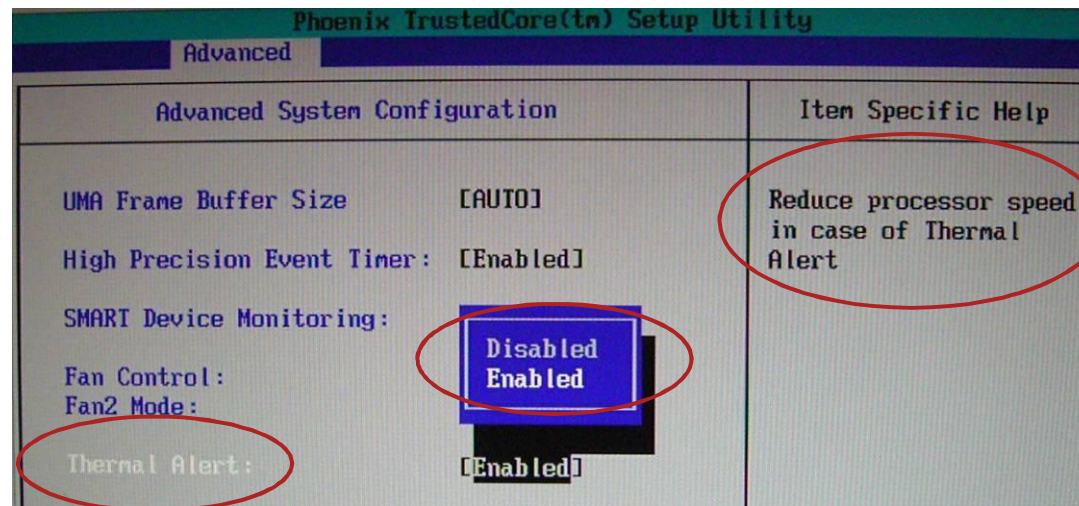 Phoenix TrustedCore(tm) Setup Utility
Advanced
Advanced System Configuration
Item Specific Help
UMA Frame Buffer Size [AUTO]
High Precision Event Timer: [Enabled]
SMART Device Monitoring:
Fan Control:
Fan2 Mode:
Thermal Alert: [Enabled]
Disabled
Enabled
Reduce processor speed
in case of Thermal
Alert